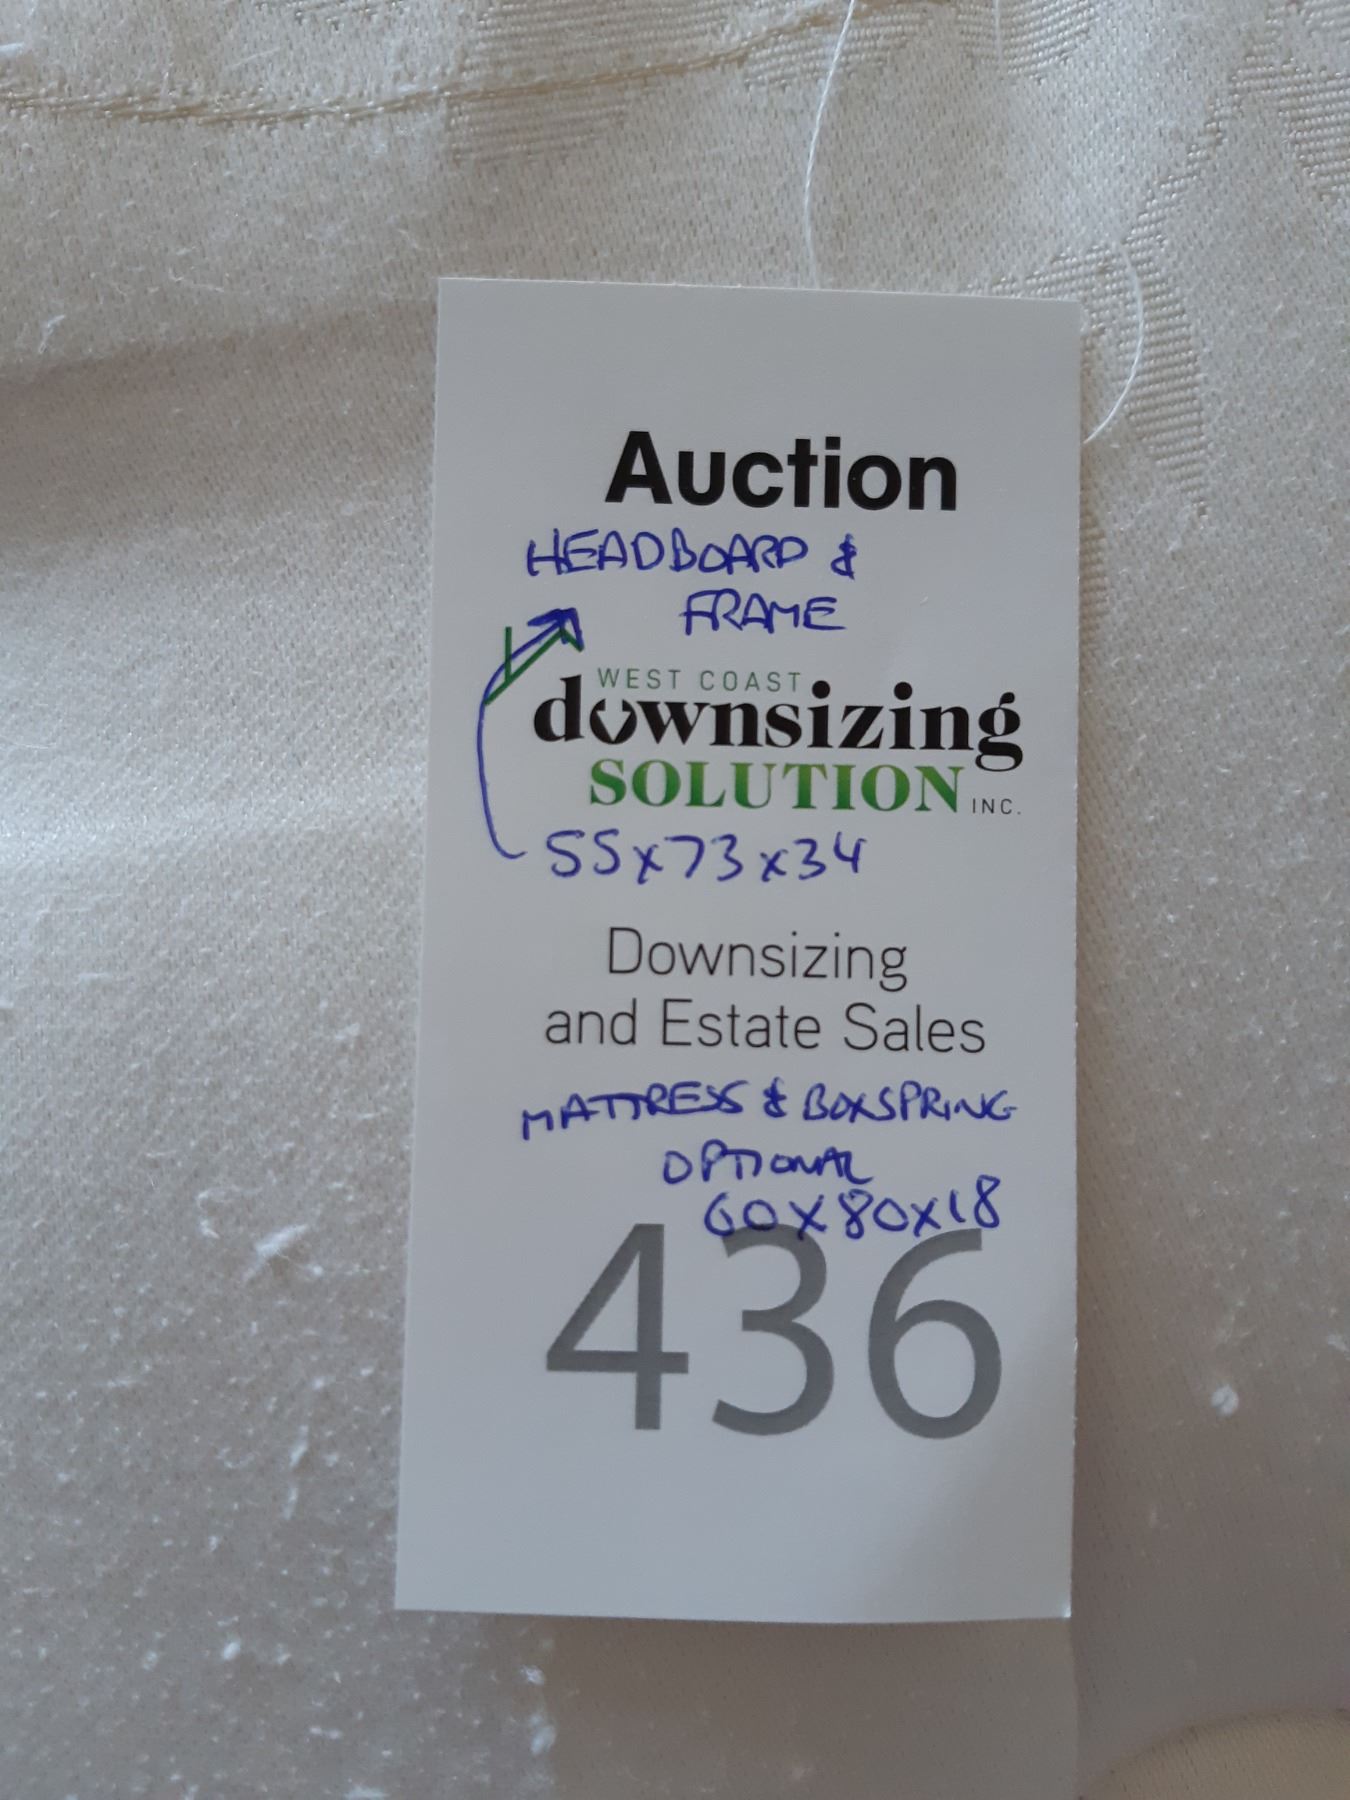 Auction
HEADBOARD &
FRAME
WEST COAST
downsizing
SOLUTION INC.
55x73x34
Downsizing
and Estate Sales
MATTRESS & BOXSPRING
OPTIONAL
60x80x18
436